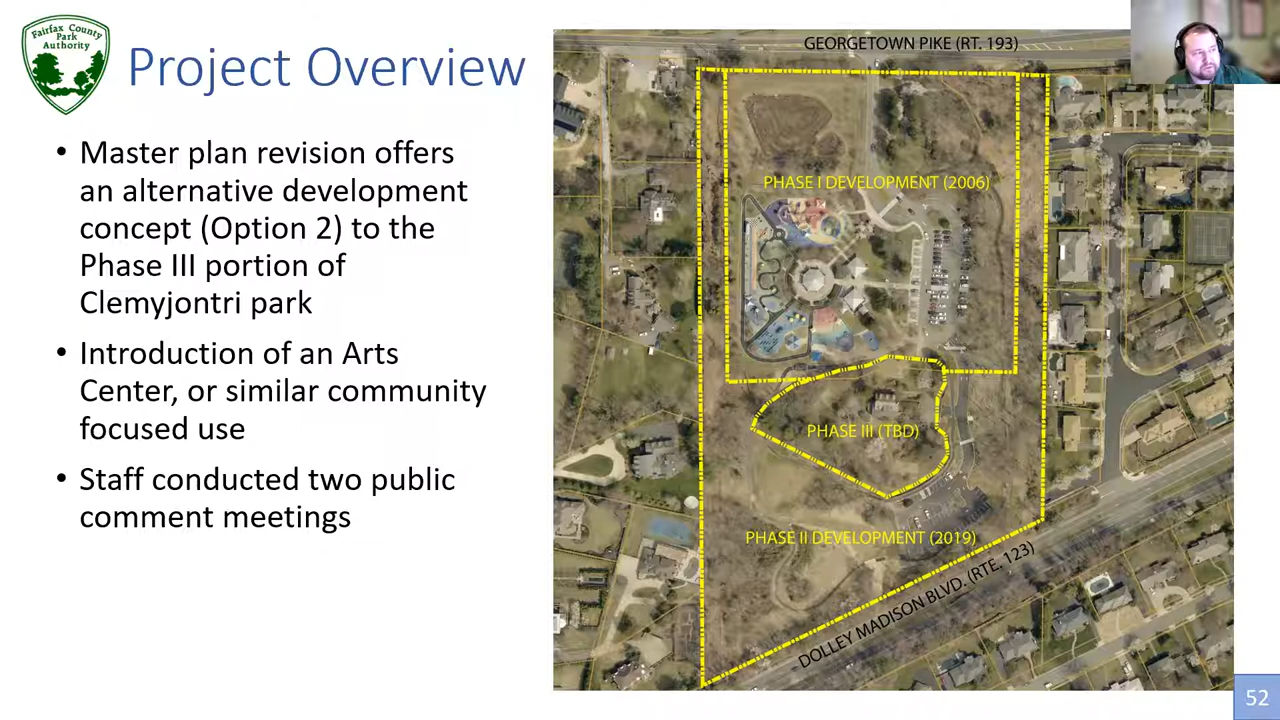 Fairfax County
Park
Authority
Project Overview
• Master plan revision offers
an alternative development
concept (Option 2) to the
Phase III portion of
Clemyjontri park
• Introduction of an Arts
Center, or similar community
focused use
• Staff conducted two public
comment meetings
GEORGETOWN PIKE (RT. 193)
PHASE I DEVELOPMENT (2006)
PHASE III (TBD)
PHASE II DEVELOPMENT (2019)
DOLLEY MADISON BLVD. (RTE. 123)
52